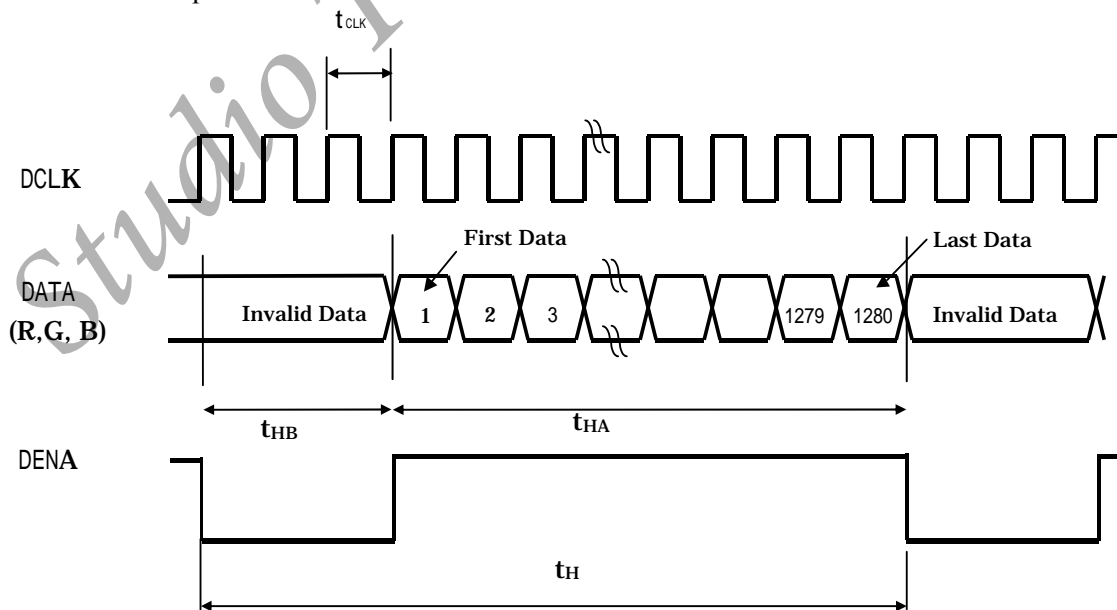 tCLK
DCLK
First Data
Last Data
DATA
(R,G, B)
Invalid Data
1
2
3
1279
1280
Invalid Data
tHB
tHA
DENA
tH
Studio